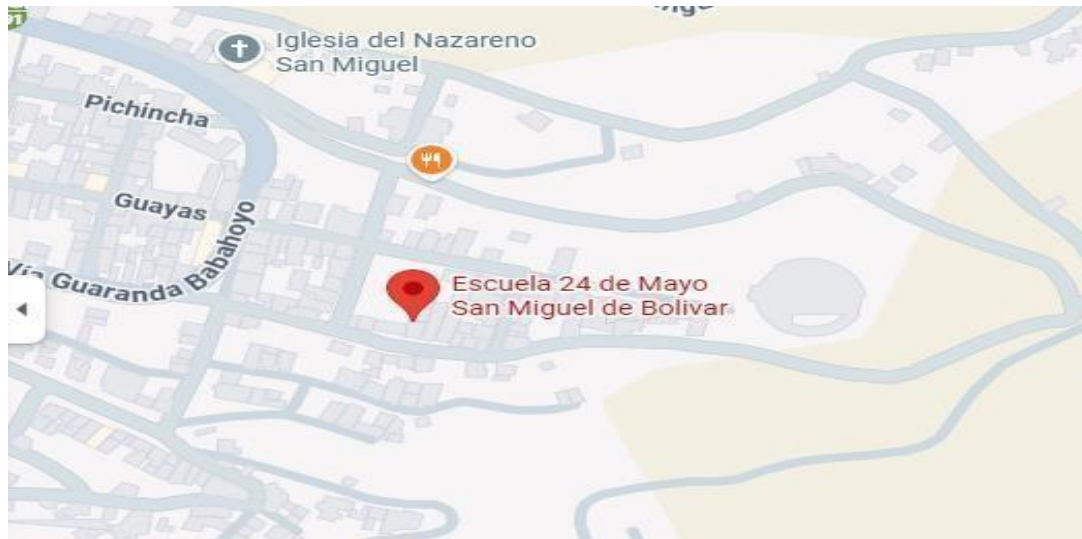 Iglesia del Nazareno
San Miguel
Pichincha
Guayas
Vía Guaranda Babahoyo
Escuela 24 de Mayo
San Miguel de Bolivar